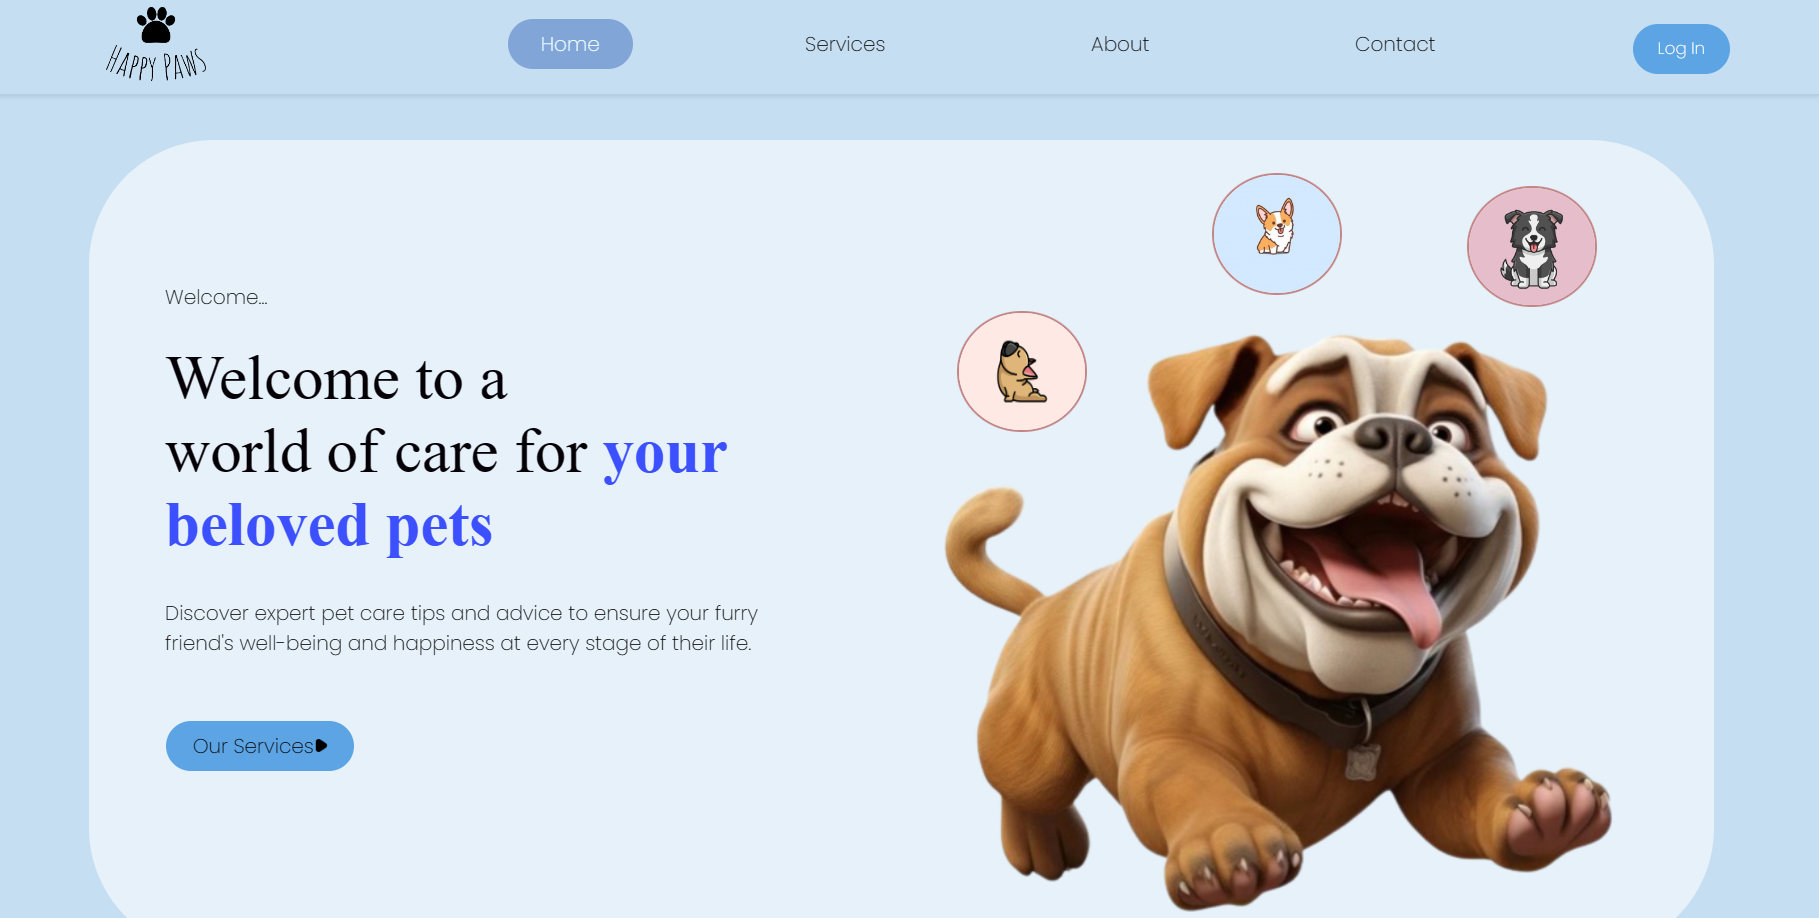 HAPPY PAWS
Home
Services
About
Contact
Log In
Welcome...
Welcome to a
world of care for your
beloved pets
Discover expert pet care tips and advice to ensure your furry
friend's well-being and happiness at every stage of their life.
Our Services